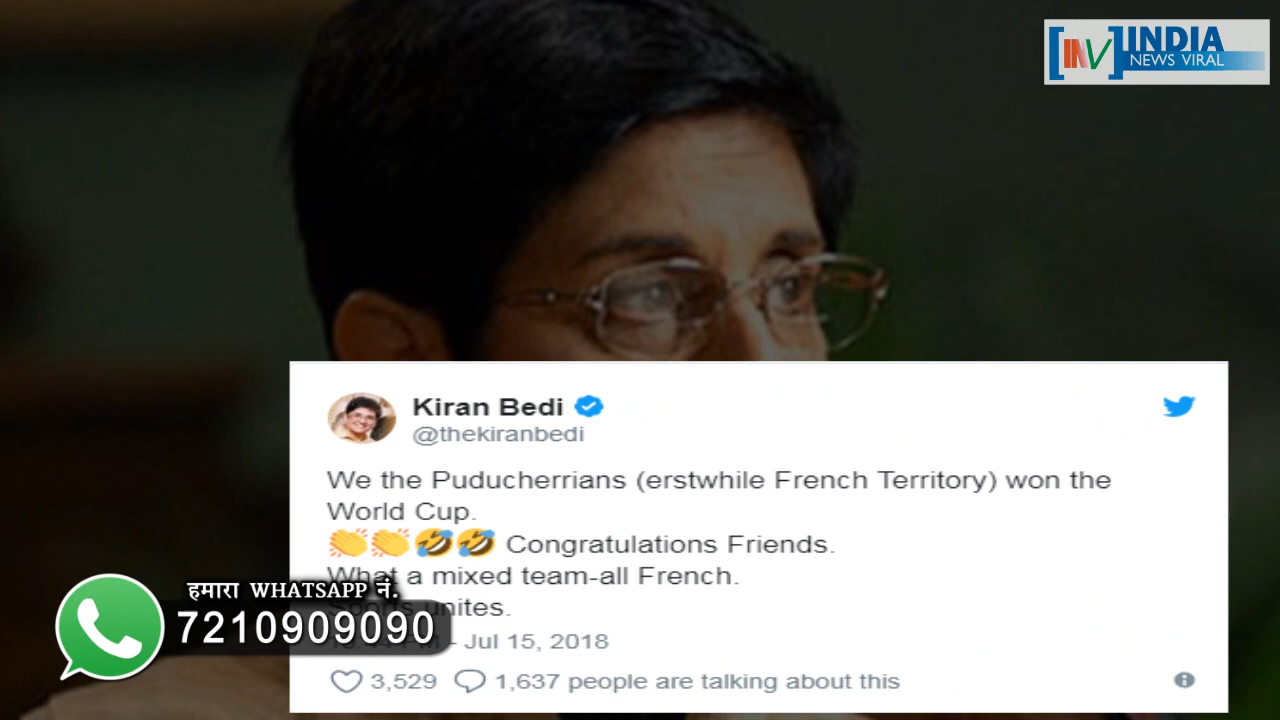 INDIA
NEWS VIRAL
Kiran Bedi
@thekiranbedi
We the Puducherrians (erstwhile French Territory) won the
World Cup.
👏👏🤣🤣 Congratulations Friends.
What a mixed team-all French.
Sports unites.
- Jul 15, 2018
3,529 1,637 people are talking about this
हमारा WHATSAPP नं.
7210909090